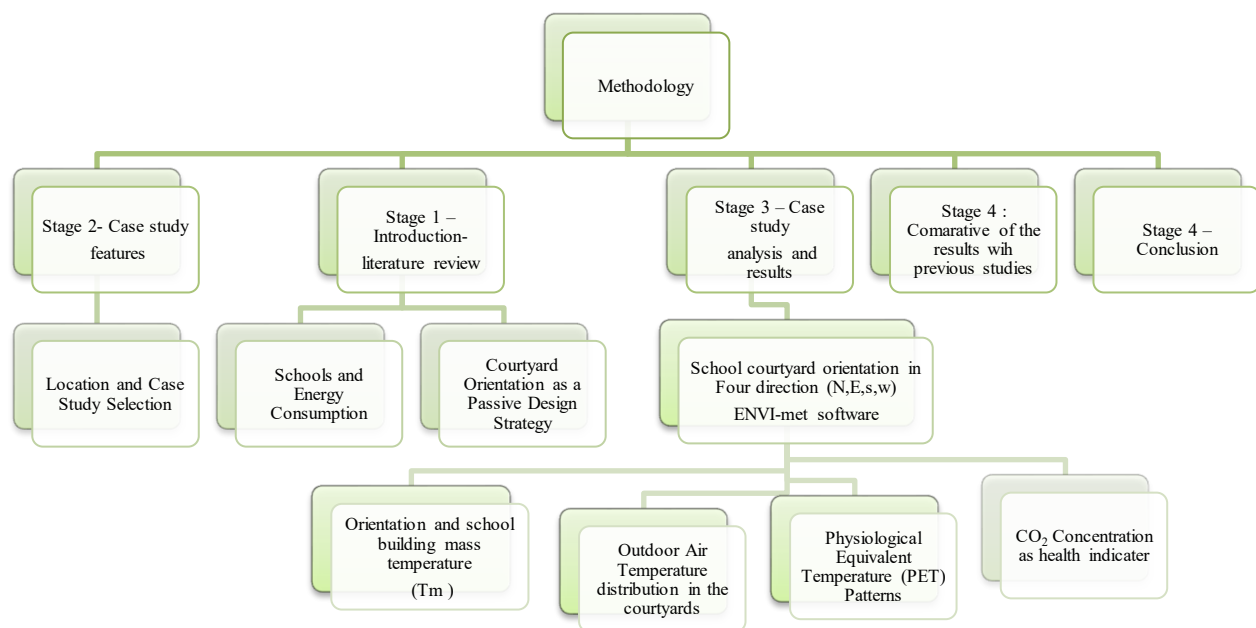 Methodology
Stage 2- Case study
features
Stage 1 –
Introduction-
literature review
Stage 3 – Case
study
analysis and
results
Stage 4 :
Comarative of the
results wih
previous studies
Stage 4 –
Conclusion
Location and Case
Study Selection
Schools and
Energy
Consumption
Courtyard
Orientation as a
Passive Design
Strategy
School courtyard orientation in
Four direction (N,E,s,w)
ENVI-met software
Orientation and school
building mass
temperature
(Tm )
Outdoor Air
Temperature
distribution in the
courtyards
Physiological
Equivalent
Temperature (PET)
Patterns
CO₂ Concentration
as health indicater